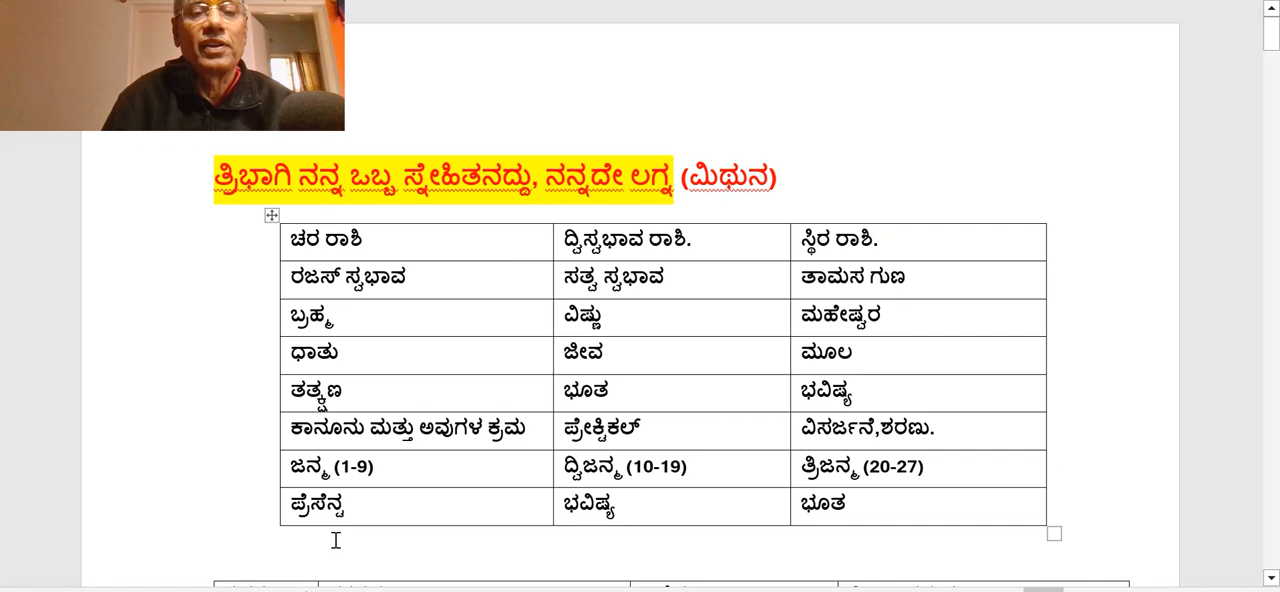 ತ್ರಿಭಾಗಿ ನನ್ನ ಒಬ್ಬ ಸ್ನೇಹಿತನದ್ದು, ನನ್ನದೇ ಲಗ್ನ (ಮಿಥುನ)
ಚರ ರಾಶಿ ದ್ವಿಸ್ವಭಾವ ರಾಶಿ. ಸ್ಥಿರ ರಾಶಿ.
ರಜಸ್ ಸ್ವಭಾವ ಸತ್ವ ಸ್ವಭಾವ ತಾಮಸ ಗುಣ
ಬ್ರಹ್ಮ ವಿಷ್ಣು ಮಹೇಷ್ವರ
ಧಾತು ಜೀವ ಮೂಲ
ತತ್ಕ್ಷಣ ಭೂತ ಭವಿಷ್ಯ
ಕಾನೂನು ಮತ್ತು ಅವುಗಳ ಕ್ರಮ ಪ್ರೇಕ್ಟಿಕಲ್ ವಿಸರ್ಜನೆ,ಶರಣು.
ಜನ್ಮ (1-9) ದ್ವಿಜನ್ಮ (10-19) ತ್ರಿಜನ್ಮ (20-27)
ಪ್ರೆಸೆನ್ಟ ಭವಿಷ್ಯ ಭೂತ